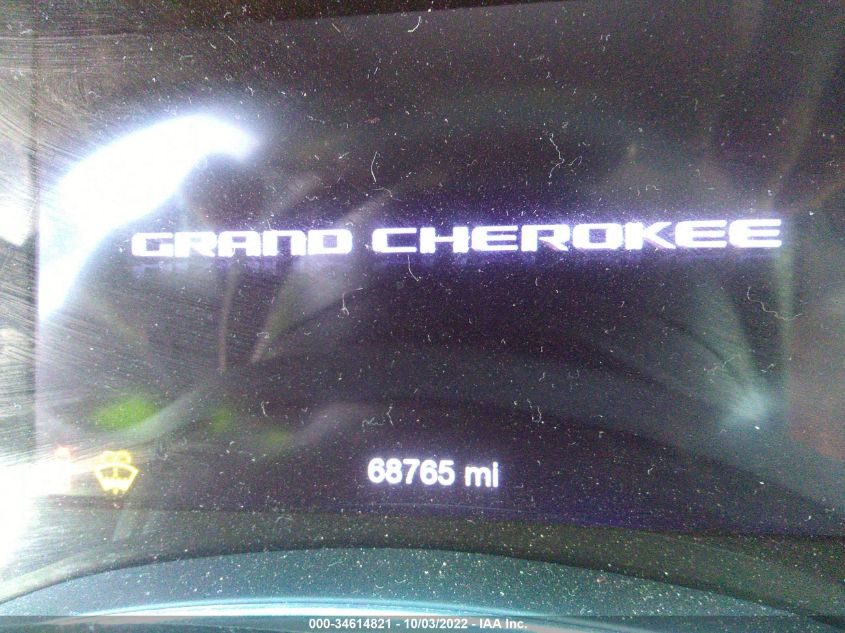 GRAND CHEROKEE
68765 mi
000-34614821 - 10/03/2022 - IAA Inc.